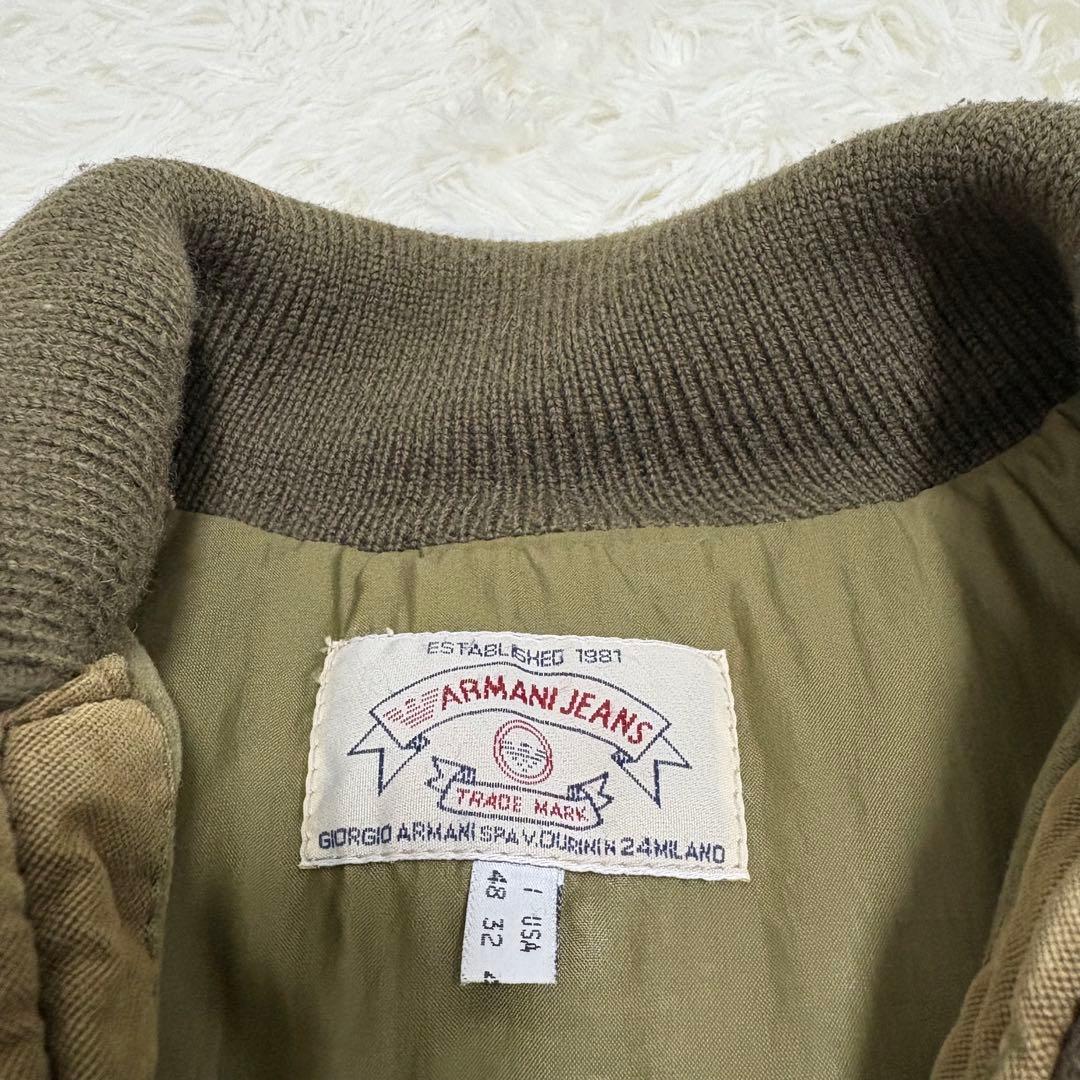 ESTABLISHED 1981
ARMANI JEANS
TRADE MARK
GIORGIO ARMANI SPA V. DURINI N 24 MILANO
I USA
48 32